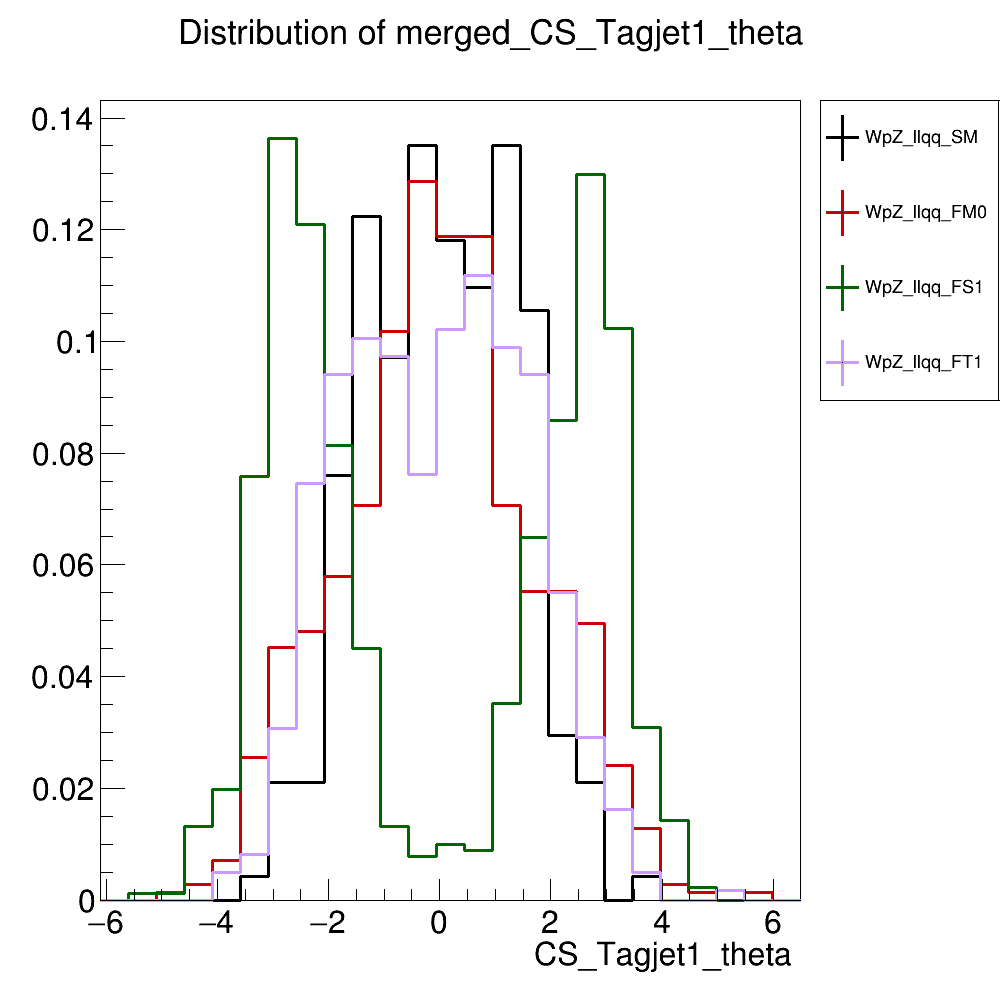 Distribution of merged_CS_Tagjet1_theta
0.14
0.12
0.1
0.08
0.06
0.04
0.02
0
−6 −4 −2 0 2 4 6
CS_Tagjet1_theta
WpZ_llqq_SM
WpZ_llqq_FM0
WpZ_llqq_FS1
WpZ_llqq_FT1